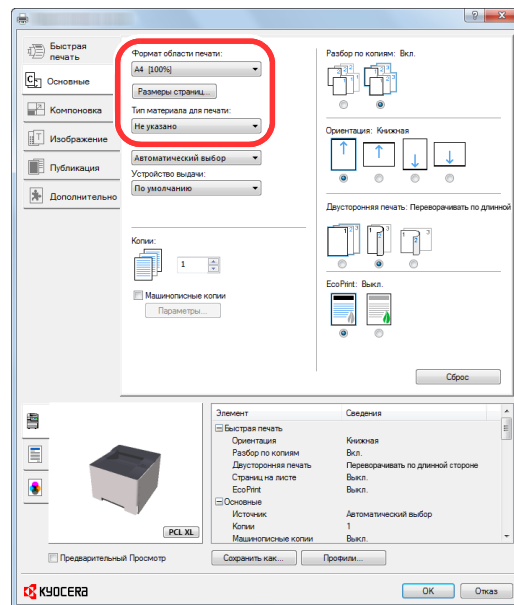 Быстрая
печать
Основные
Компоновка
Изображение
Публикация
Дополнительно
Формат области печати:
A4 [100%]
Размеры страниц...
Тип материала для
печати:
Не указано
Автоматический выбор
Устройство выдачи:
По умолчанию
Копии:
1
Машинописные копии
Параметры...
Разбор по копиям: Вкл.
Ориентация: Книжная
Двусторонняя печать: Переворачивать по длинной
EcoPrint: Выкл.
Сброс
PCL XL
Предварительный Просмотр
Элемент Сведения
Быстрая печать
Ориентация Книжная
Разбор по копиям Вкл.
Двусторонняя печать Переворачивать по длинной стороне
Страниц на листе Выкл.
EcoPrint Выкл.
Основные
Источник Автоматический выбор
Копии 1
Машинописные копии Выкл.
Сохранить как... Профили...
KYOCERA
OK Отказ